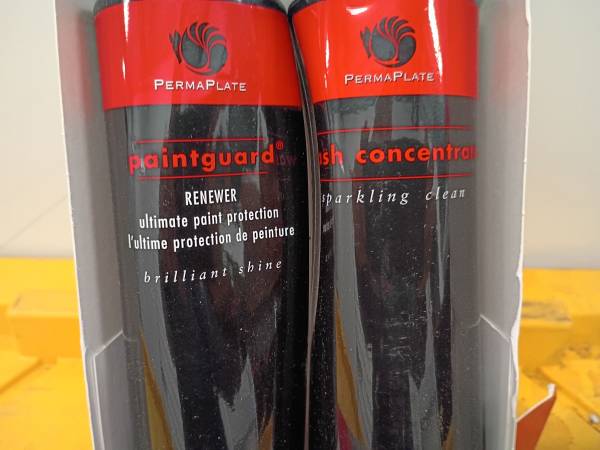 PERMAPLATE
paintguard®
RENEWER
ultimate paint protection
l'ultime protection de peinture
brilliant shine
PERMAPLATE
sh concentra
sparkling clean